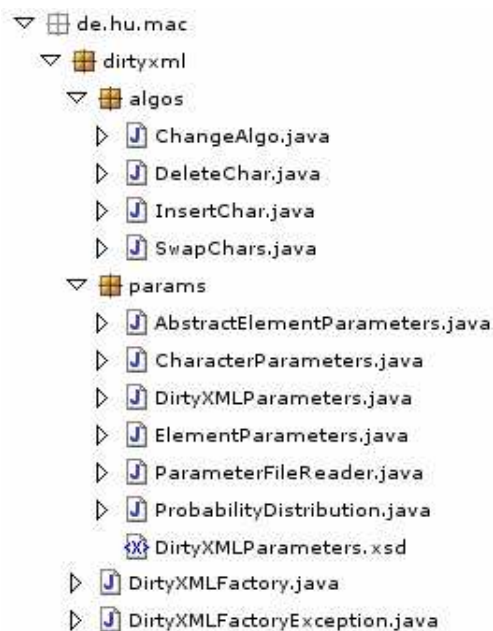 de.hu.mac
dirtyxml
algos
ChangeAlgo.java
DeleteChar.java
InsertChar.java
SwapChars.java
params
AbstractElementParameters.java
CharacterParameters.java
DirtyXMLParameters.java
ElementParameters.java
ParameterFileReader.java
ProbabilityDistribution.java
DirtyXMLParameters.xsd
DirtyXMLFactory.java
DirtyXMLFactoryException.java